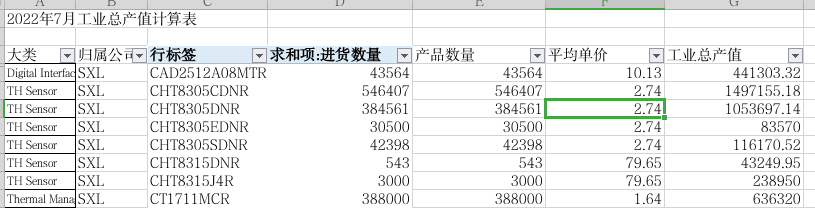 A B C D E F G
2022年7月工业总产值计算表
大类 归属公司 行标签 求和项:进货数量 产品数量 平均单价 工业总产值
Digital Interfac SXL CAD2512A08MTR 43564 43564 10.13 441303.32
TH Sensor SXL CHT8305CDNR 546407 546407 2.74 1497155.18
TH Sensor SXL CHT8305DNR 384561 384561 2.74 1053697.14
TH Sensor SXL CHT8305EDNR 30500 30500 2.74 83570
TH Sensor SXL CHT8305SDNR 42398 42398 2.74 116170.52
TH Sensor SXL CHT8315DNR 543 543 79.65 43249.95
TH Sensor SXL CHT8315J4R 3000 3000 79.65 238950
Thermal Mana SXL CT1711MCR 388000 388000 1.64 636320